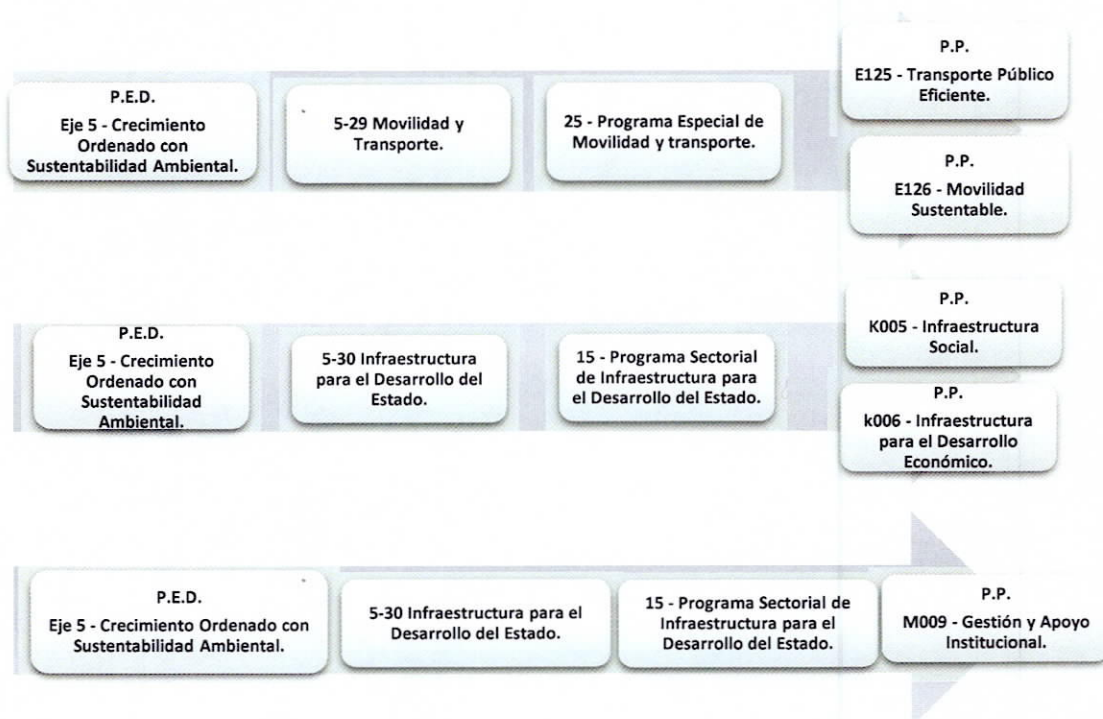 P.E.D.
Eje 5 - Crecimiento
Ordenado con
Sustentabilidad Ambiental.
5-29 Movilidad y
Transporte.
25 - Programa Especial de
Movilidad y transporte.
P.P.
E125 - Transporte Público
Eficiente.
P.P.
E126 - Movilidad
Sustentable.
P.E.D.
Eje 5 - Crecimiento
Ordenado con
Sustentabilidad
Ambiental.
5-30 Infraestructura
para el Desarrollo del
Estado.
15 - Programa Sectorial
de Infraestructura para
el Desarrollo del Estado.
P.P.
K005 - Infraestructura
Social.
P.P.
k006 - Infraestructura
para el Desarrollo
Económico.
P.E.D.
Eje 5 - Crecimiento Ordenado con
Sustentabilidad Ambiental.
5-30 Infraestructura para el
Desarrollo del Estado.
15 - Programa Sectorial de
Infraestructura para el
Desarrollo del Estado.
P.P.
M009 - Gestión y Apoyo
Institucional.